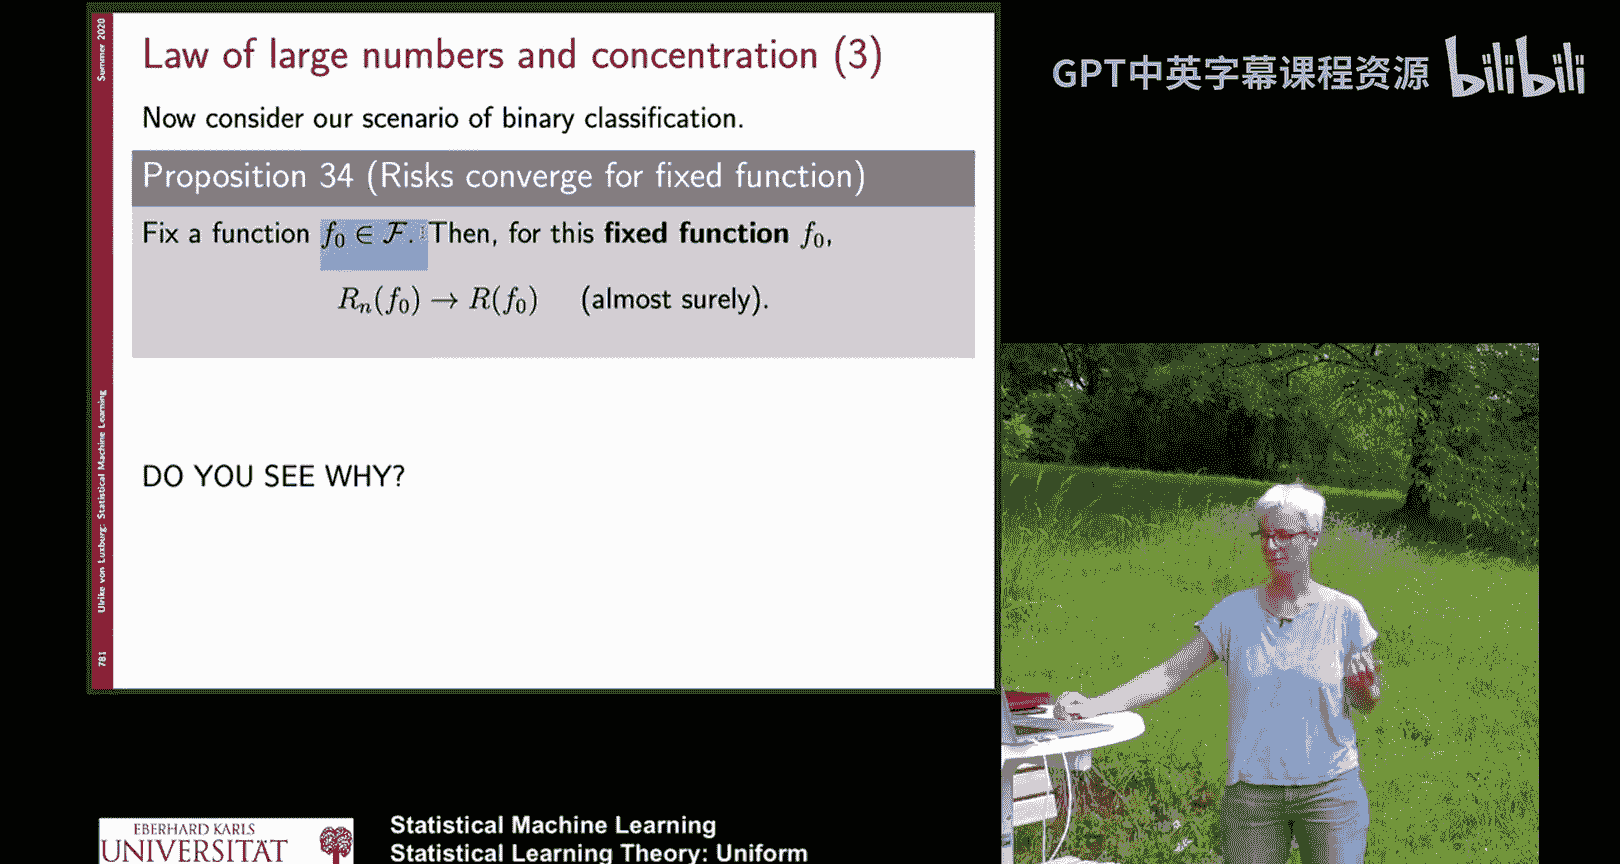 Summer 2020
Law of large numbers and concentration (3)
Now consider our scenario of binary classification.
Proposition 34 (Risks converge for fixed function)
Fix a function f₀ ∈ ℱ. Then, for this fixed function f₀,
Rₙ(f₀) → R(f₀) (almost surely).
DO YOU SEE WHY?
Ulrike von Luxburg: Statistical Machine Learning
781
GPT中英字幕课程资源 bilibili
EBERHARD KARLS
UNIVERSITÄT
Statistical Machine Learning
Statistical Learning Theory: Uniform